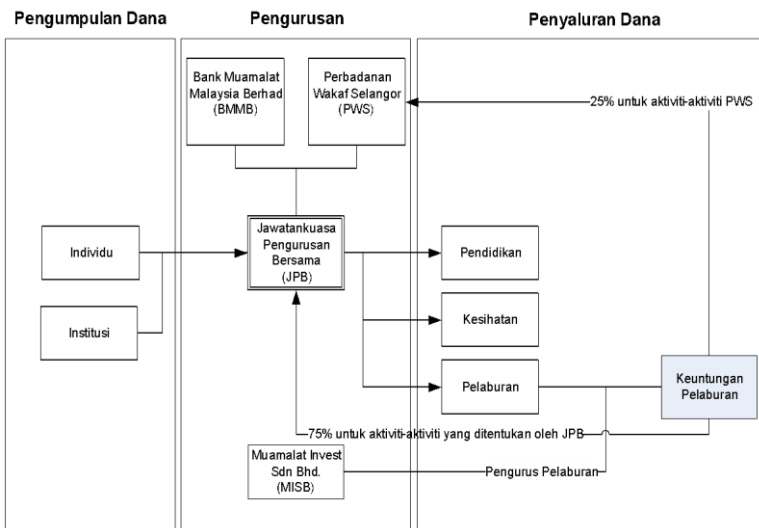 Pengumpulan Dana
Pengurusan
Penyaluran Dana
Bank Muamalat
Malaysia Berhad
(BMMB)
Perbadanan
Wakaf Selangor
(PWS)
25% untuk aktiviti-aktiviti PWS
Individu
Institusi
Jawatankuasa
Pengurusan
Bersama
(JPB)
Pendidikan
Kesihatan
Pelaburan
Keuntungan
Pelaburan
75% untuk aktiviti-aktiviti yang ditentukan oleh JPB
Muamalat Invest
Sdn Bhd.
(MISB)
Pengurus Pelaburan